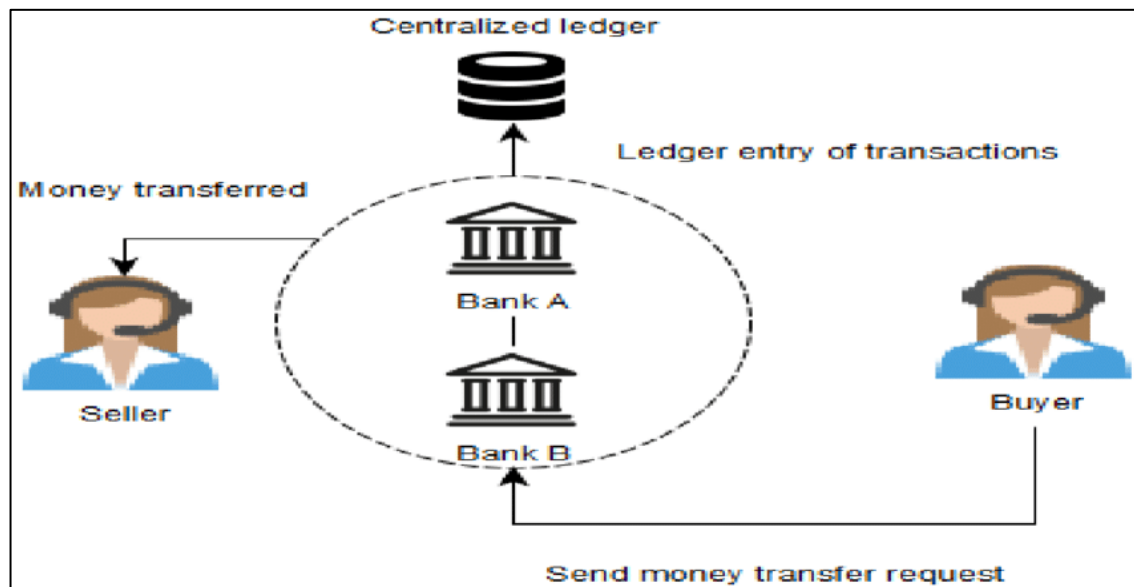 Centralized ledger
Ledger entry of transactions
Money transferred
Bank A
Seller
Buyer
Bank B
Send money transfer request